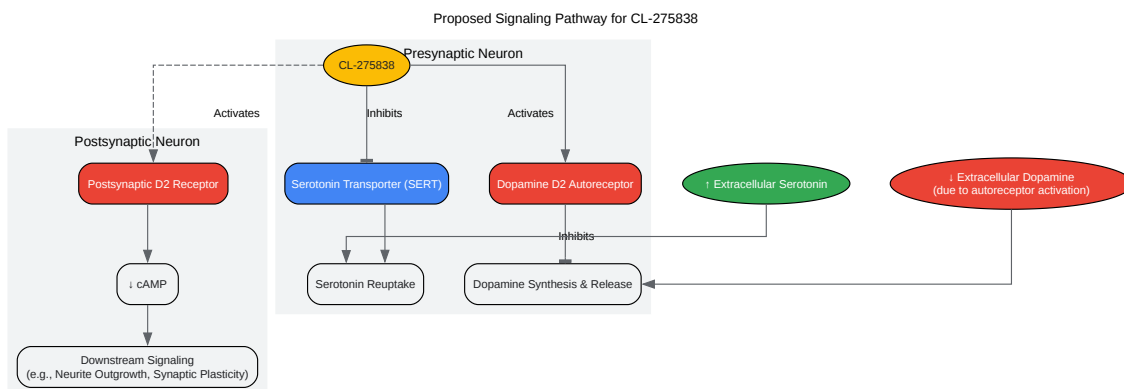 Proposed Signaling Pathway for CL-275838
Presynaptic Neuron
CL-275838
Activates
Inhibits
Activates
Postsynaptic Neuron
Postsynaptic D2 Receptor
Serotonin Transporter (SERT)
Dopamine D2 Autoreceptor
↑ Extracellular Serotonin
↓ Extracellular Dopamine
(due to autoreceptor activation)
Inhibits
↓ cAMP
Serotonin Reuptake
Dopamine Synthesis & Release
Downstream Signaling
(e.g., Neurite Outgrowth, Synaptic Plasticity)